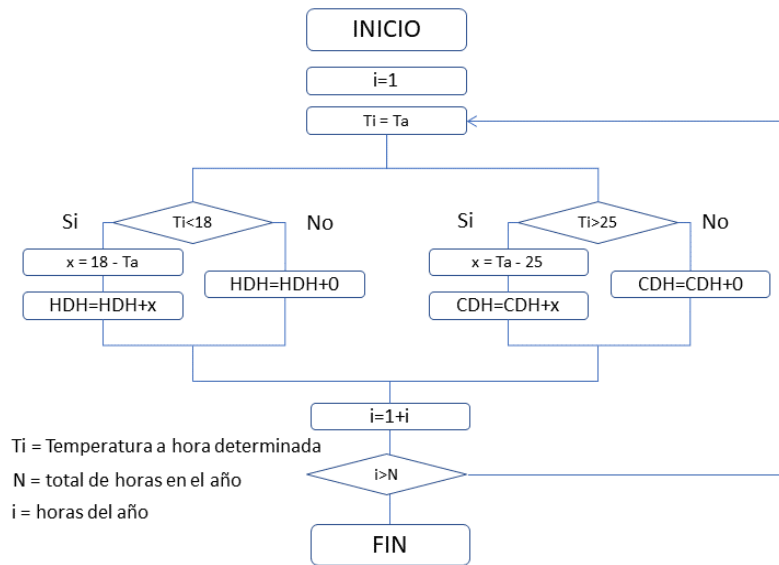 INICIO
i=1
Ti = Ta
Si
Ti<18
No
Si
Ti>25
No
x = 18 - Ta
x = Ta - 25
HDH=HDH+0
CDH=CDH+0
HDH=HDH+x
CDH=CDH+x
i=1+i
Ti = Temperatura a hora determinada
N = total de horas en el año
i>N
i = horas del año
FIN